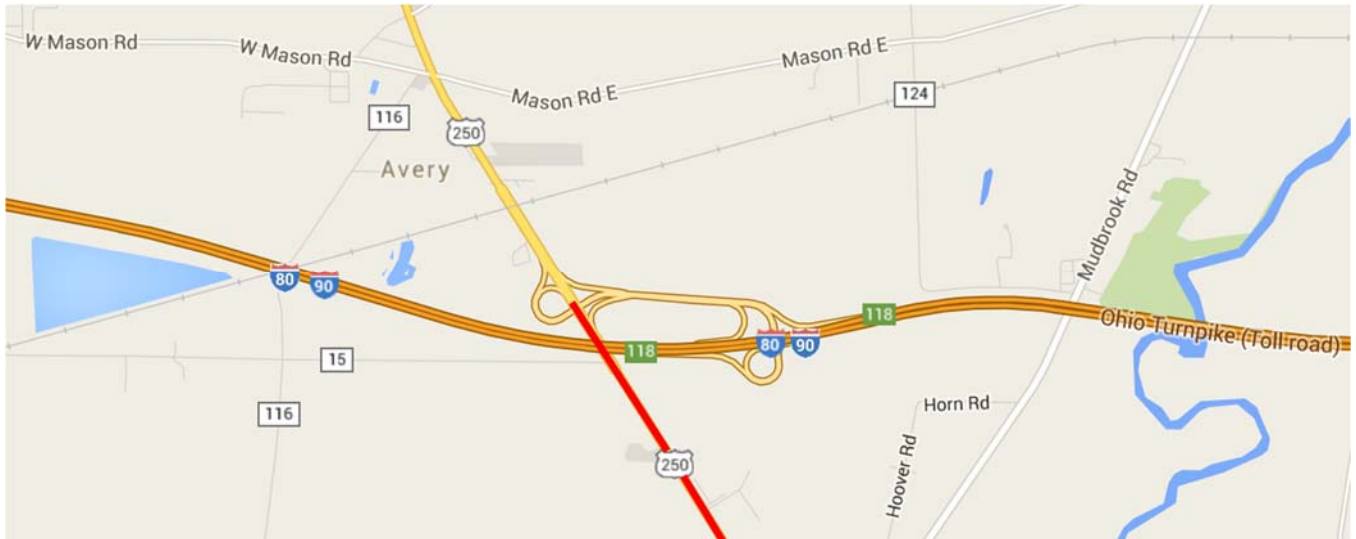 W Mason Rd
W Mason Rd
Mason Rd E
Mason Rd E
124
116
250
Avery
Mudbrook Rd
80
90
118
Ohio Turnpike (Toll road)
118
80
90
15
116
Horn Rd
Hoover Rd
250